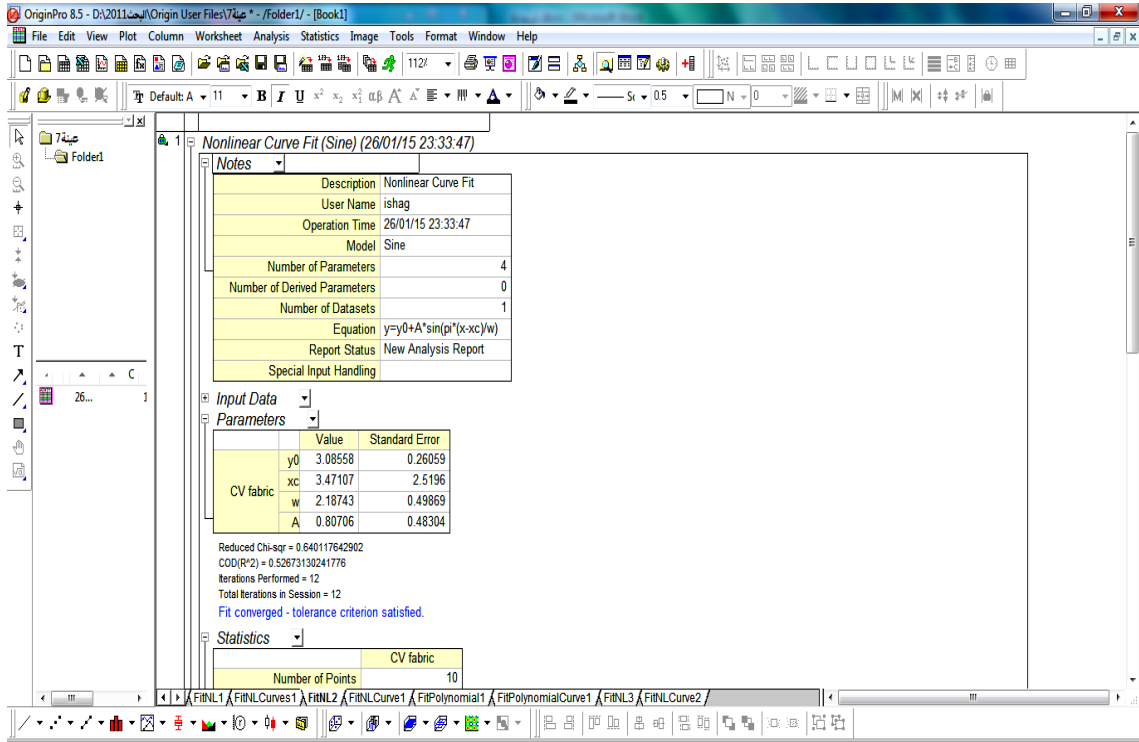 OriginPro 8.5 - D:\2011البحث\Origin User Files\7عينة * - /Folder1/ - [Book1]
File Edit View Plot Column Worksheet Analysis Statistics Image Tools Format Window Help
112%
Default: A 11 B I U αβ 0.5 N 0
عينة7
Folder1
1 Nonlinear Curve Fit (Sine) (26/01/15 23:33:47)
Notes
Description Nonlinear Curve Fit
User Name ishag
Operation Time 26/01/15 23:33:47
Model Sine
Number of Parameters 4
Number of Derived Parameters 0
Number of Datasets 1
Equation y=y0+A*sin(pi*(x-xc)/w)
Report Status New Analysis Report
Special Input Handling
C
26... 1
Input Data
Parameters
Value Standard Error
CV fabric
y0 3.08558 0.26059
xc 3.47107 2.5196
w 2.18743 0.49869
A 0.80706 0.48304
Reduced Chi-sqr = 0.640117642902
COD(R^2) = 0.52673130241776
Iterations Performed = 12
Total Iterations in Session = 12
Fit converged - tolerance criterion satisfied.
Statistics
CV fabric
Number of Points 10
FitNL1 FitNLCurves1 FitNL2 FitNLCurve1 FitPolynomial1 FitPolynomialCurve1 FitNL3 FitNLCurve2